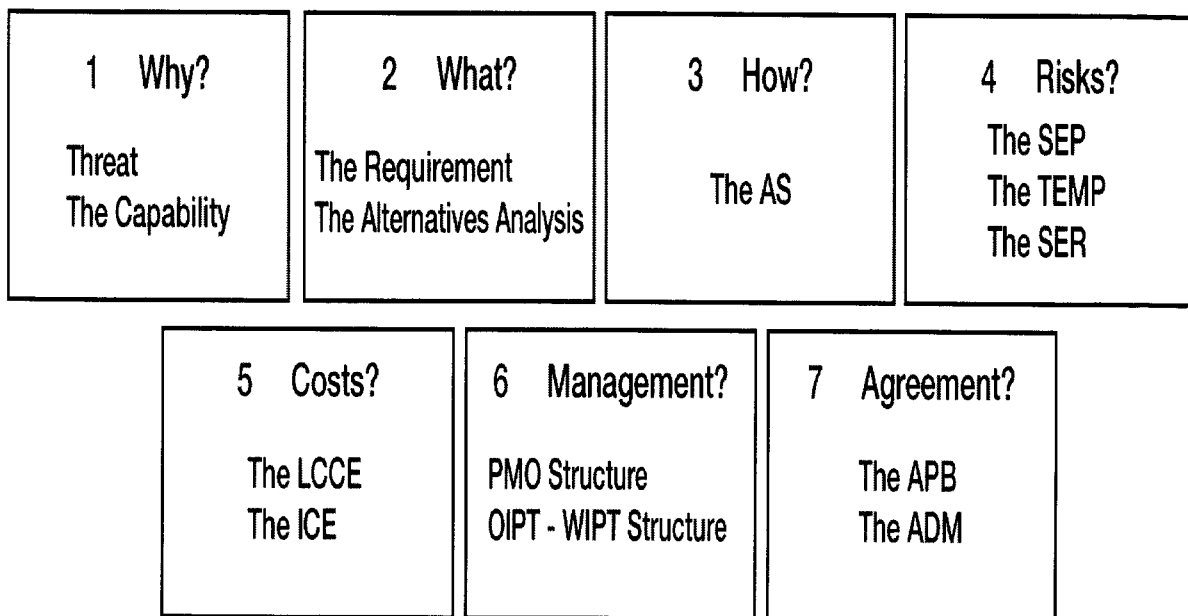 1 Why?
Threat
The Capability
2 What?
The Requirement
The Alternatives Analysis
3 How?
The AS
4 Risks?
The SEP
The TEMP
The SER
5 Costs?
The LCCE
The ICE
6 Management?
PMO Structure
OIPT - WIPT Structure
7 Agreement?
The APB
The ADM